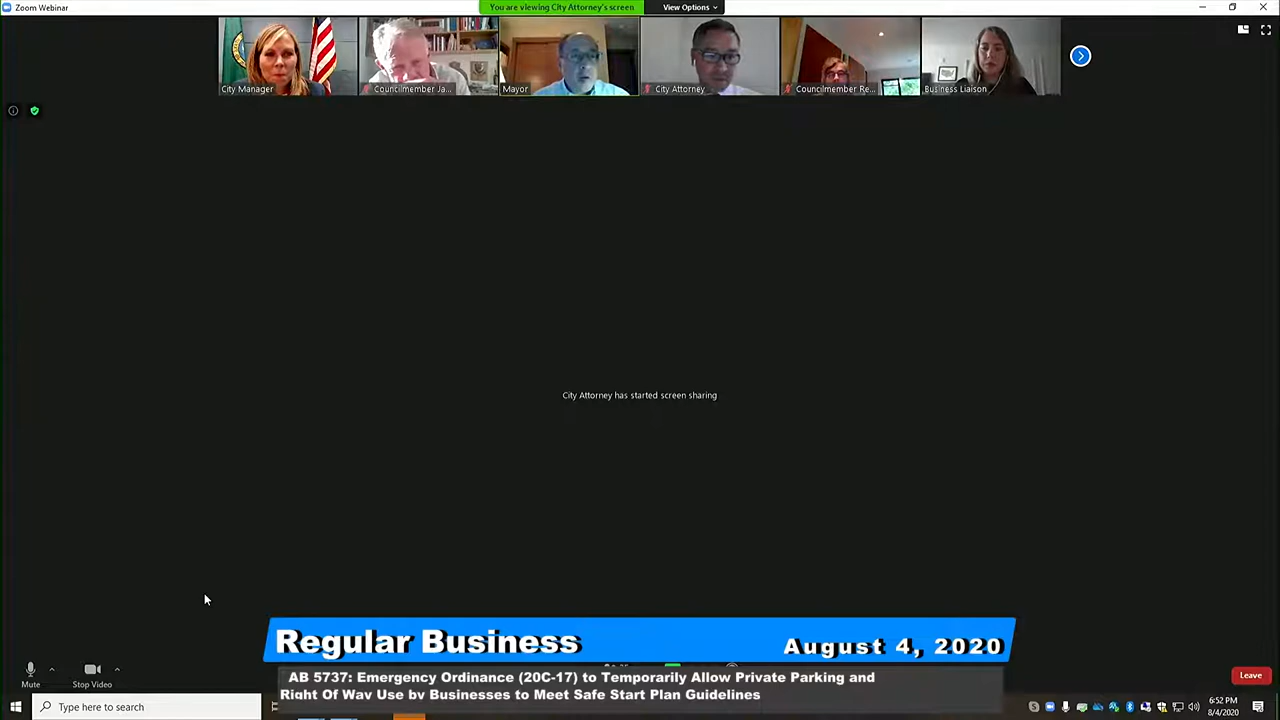 Zoom Webinar
You are viewing City Attorney's screen
View Options
City Manager
Councilmember Ja...
Mayor
City Attorney
Councilmember Re...
Business Liaison
City Attorney has started screen sharing
Regular Business
August 4, 2020
AB 5737: Emergency Ordinance (20C-17) to Temporarily Allow Private Parking and
Right Of Way Use by Businesses to Meet Safe Start Plan Guidelines
Mute
Stop Video
Leave
Type here to search
6:52 PM
8/4/2020